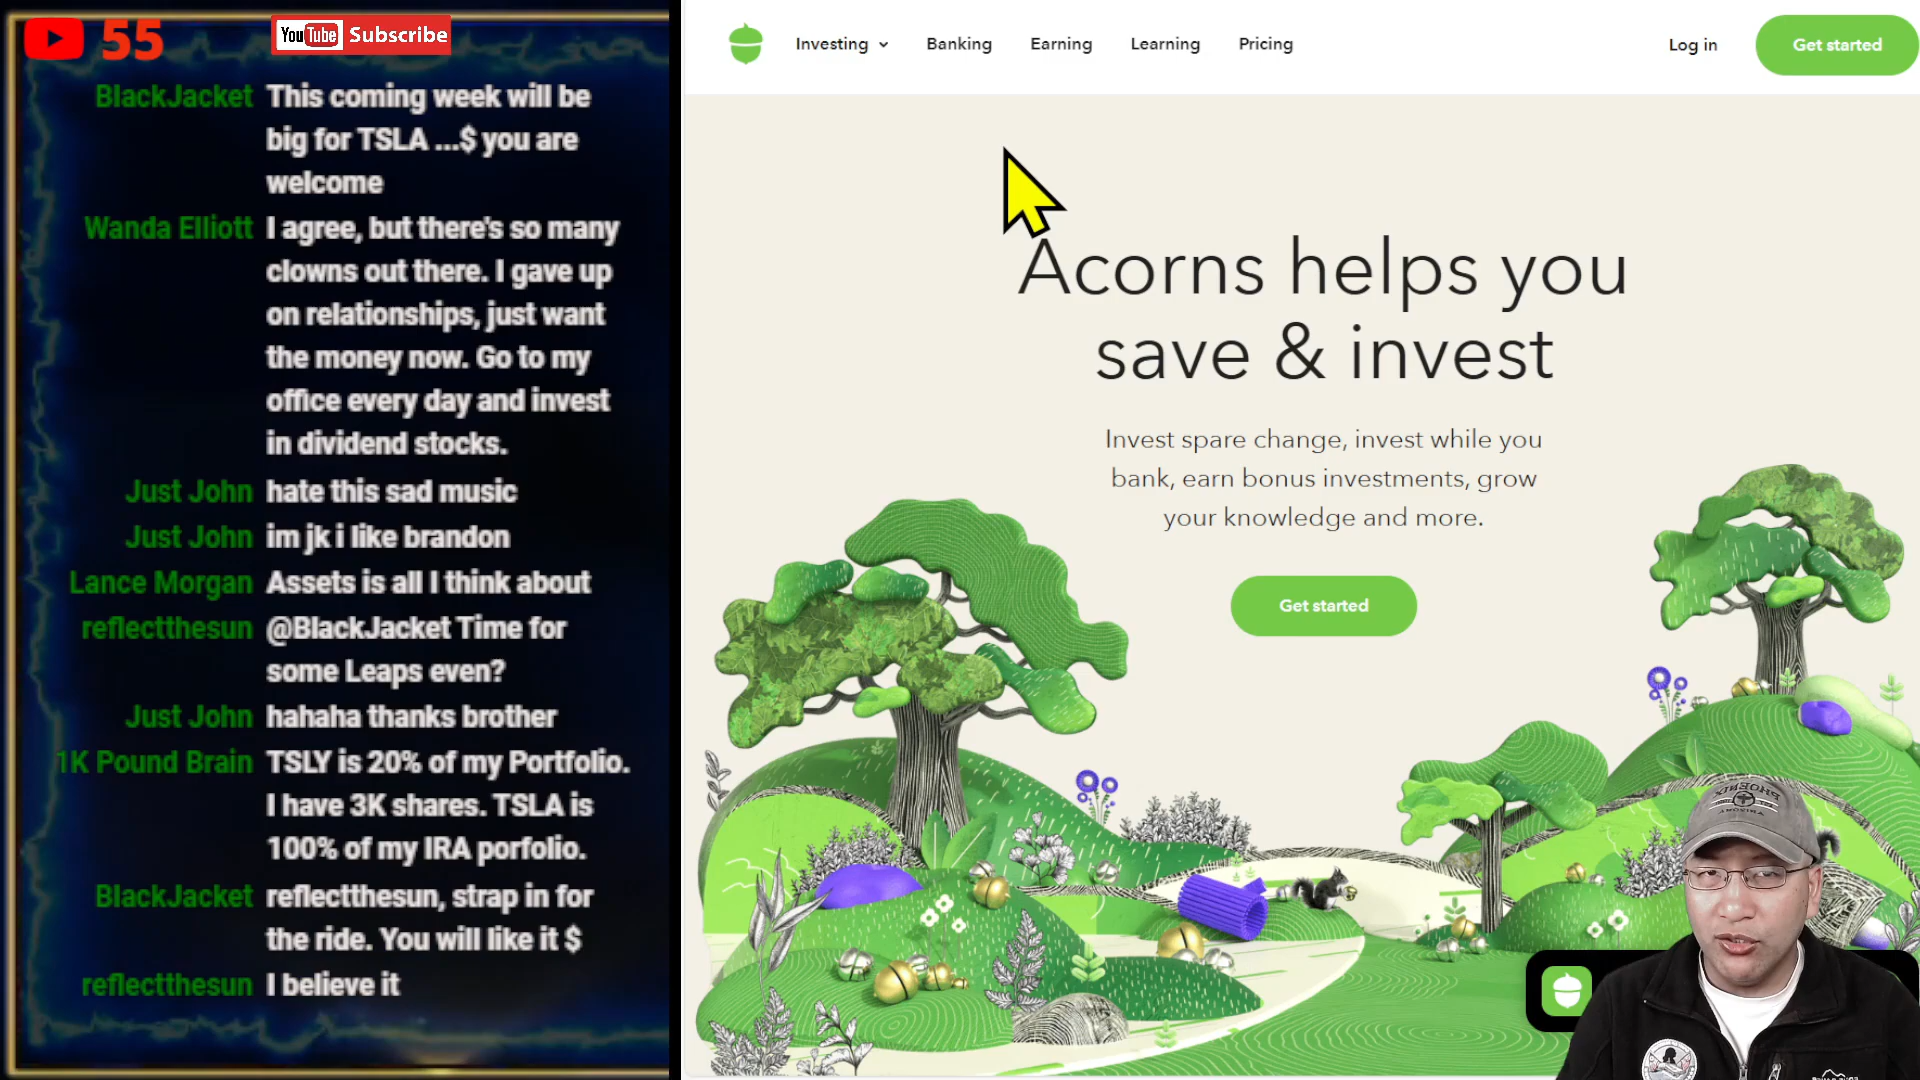 55
YouTube Subscribe
BlackJacket This coming week will be
big for TSLA ...$ you are
welcome
Wanda Elliott I agree, but there's so many
clowns out there. I gave up
on relationships, just want
the money now. Go to my
office every day and invest
in dividend stocks.
Just John hate this sad music
Just John im jk i like brandon
Lance Morgan Assets is all I think about
reflectthesun @BlackJacket Time for
some Leaps even?
Just John hahaha thanks brother
1K Pound Brain TSLY is 20% of my Portfolio.
I have 3K shares. TSLA is
100% of my IRA porfolio.
BlackJacket reflectthesun, strap in for
the ride. You will like it $
reflectthesun I believe it
Investing Banking Earning Learning Pricing Log in Get started
Acorns helps you
save & invest
Invest spare change, invest while you
bank, earn bonus investments, grow
your knowledge and more.
Get started
PHOENIX